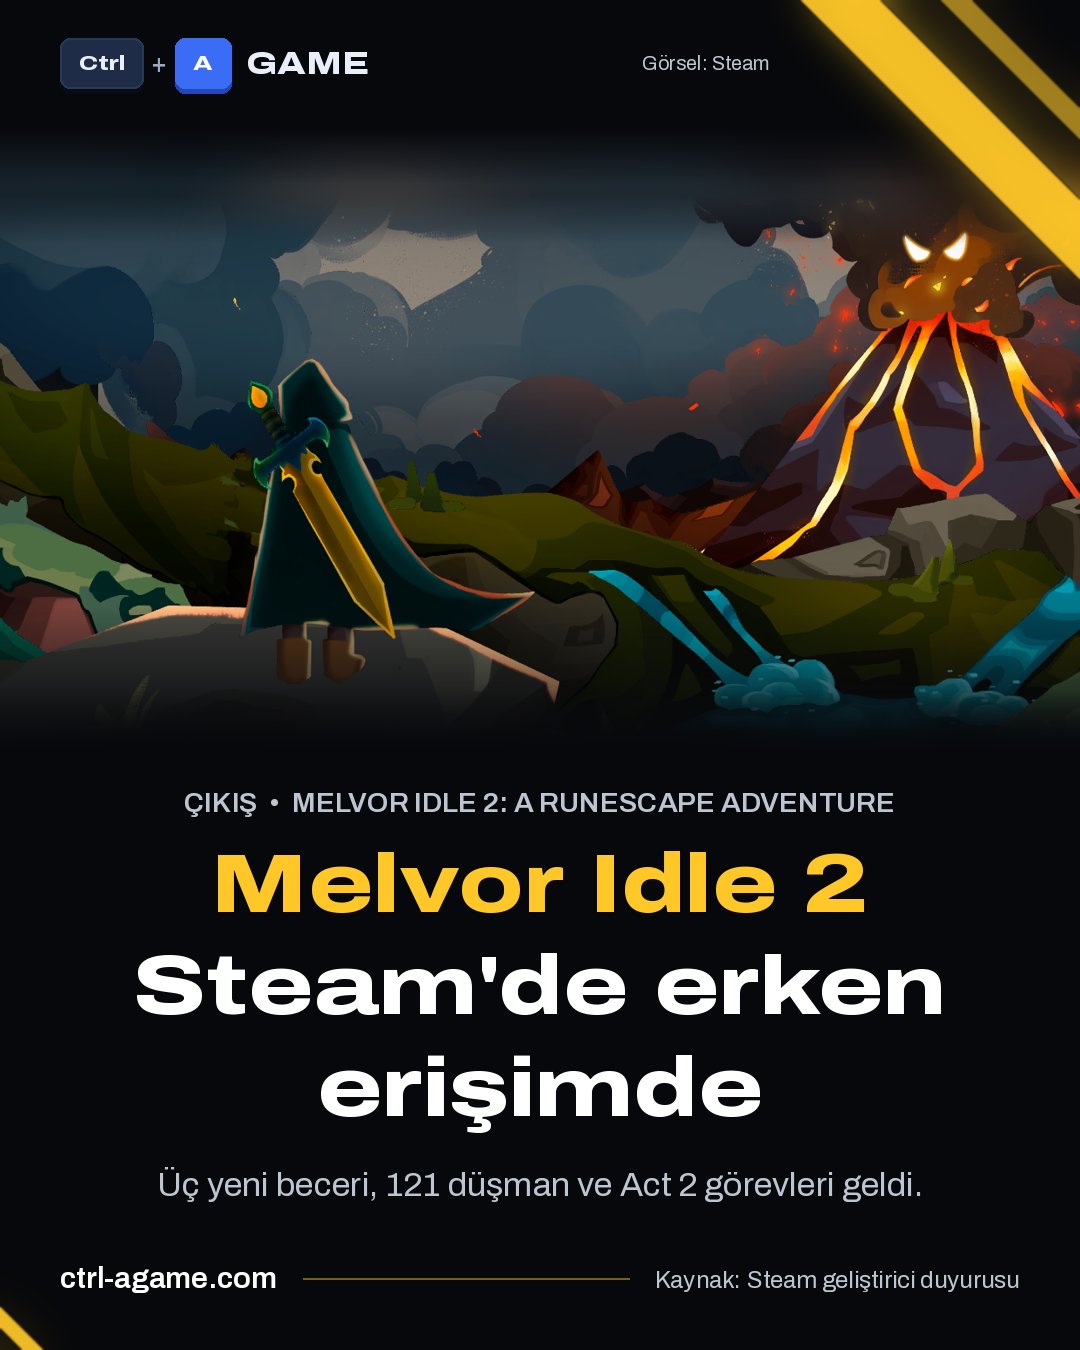 Ctrl + A GAME
Görsel: Steam
ÇIKIŞ • MELVOR IDLE 2: A RUNESCAPE ADVENTURE
Melvor Idle 2
Steam'de erken
erişimde
Üç yeni beceri, 121 düşman ve Act 2 görevleri geldi.
ctrl-agame.com
Kaynak: Steam geliştirici duyurusu